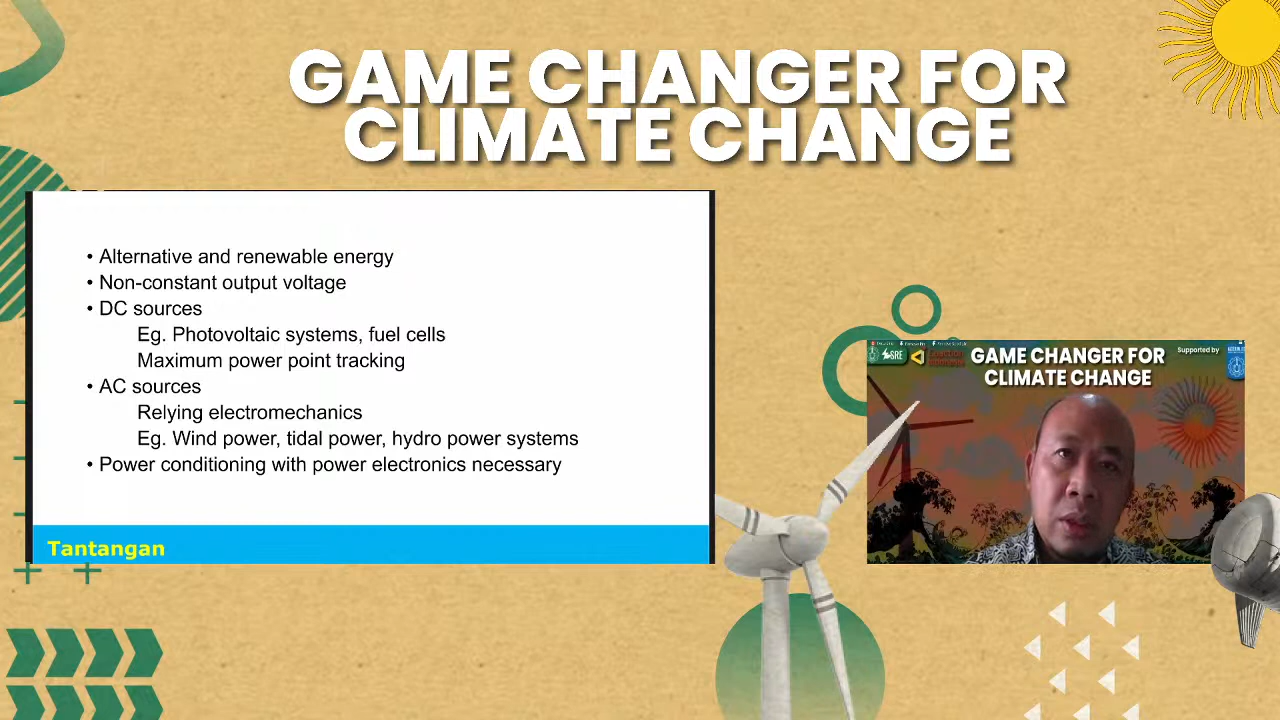 GAME CHANGER FOR
CLIMATE CHANGE
• Alternative and renewable energy
• Non-constant output voltage
• DC sources
Eg. Photovoltaic systems, fuel cells
Maximum power point tracking
• AC sources
Relying electromechanics
Eg. Wind power, tidal power, hydro power systems
• Power conditioning with power electronics necessary
Tantangan
SRE
GAME CHANGER FOR
CLIMATE CHANGE
Supported by